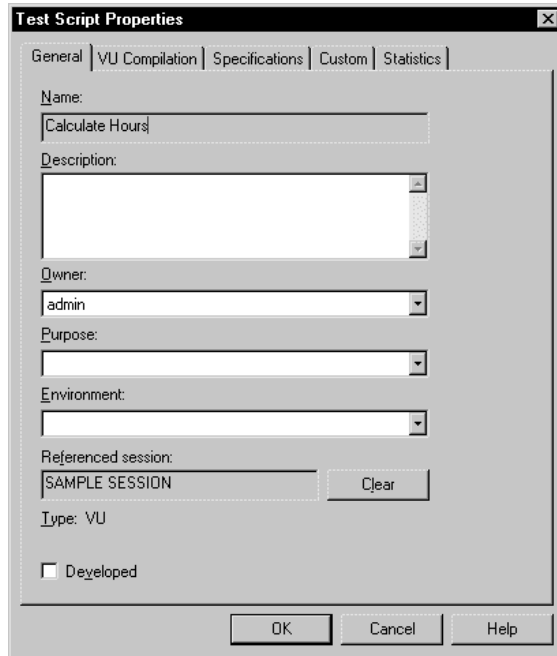 Test Script Properties
General VU Compilation Specifications Custom Statistics
Name:
Calculate Hours
Description:
Owner:
admin
Purpose:
Environment:
Referenced session:
SAMPLE SESSION Clear
Type: VU
Developed
OK Cancel Help